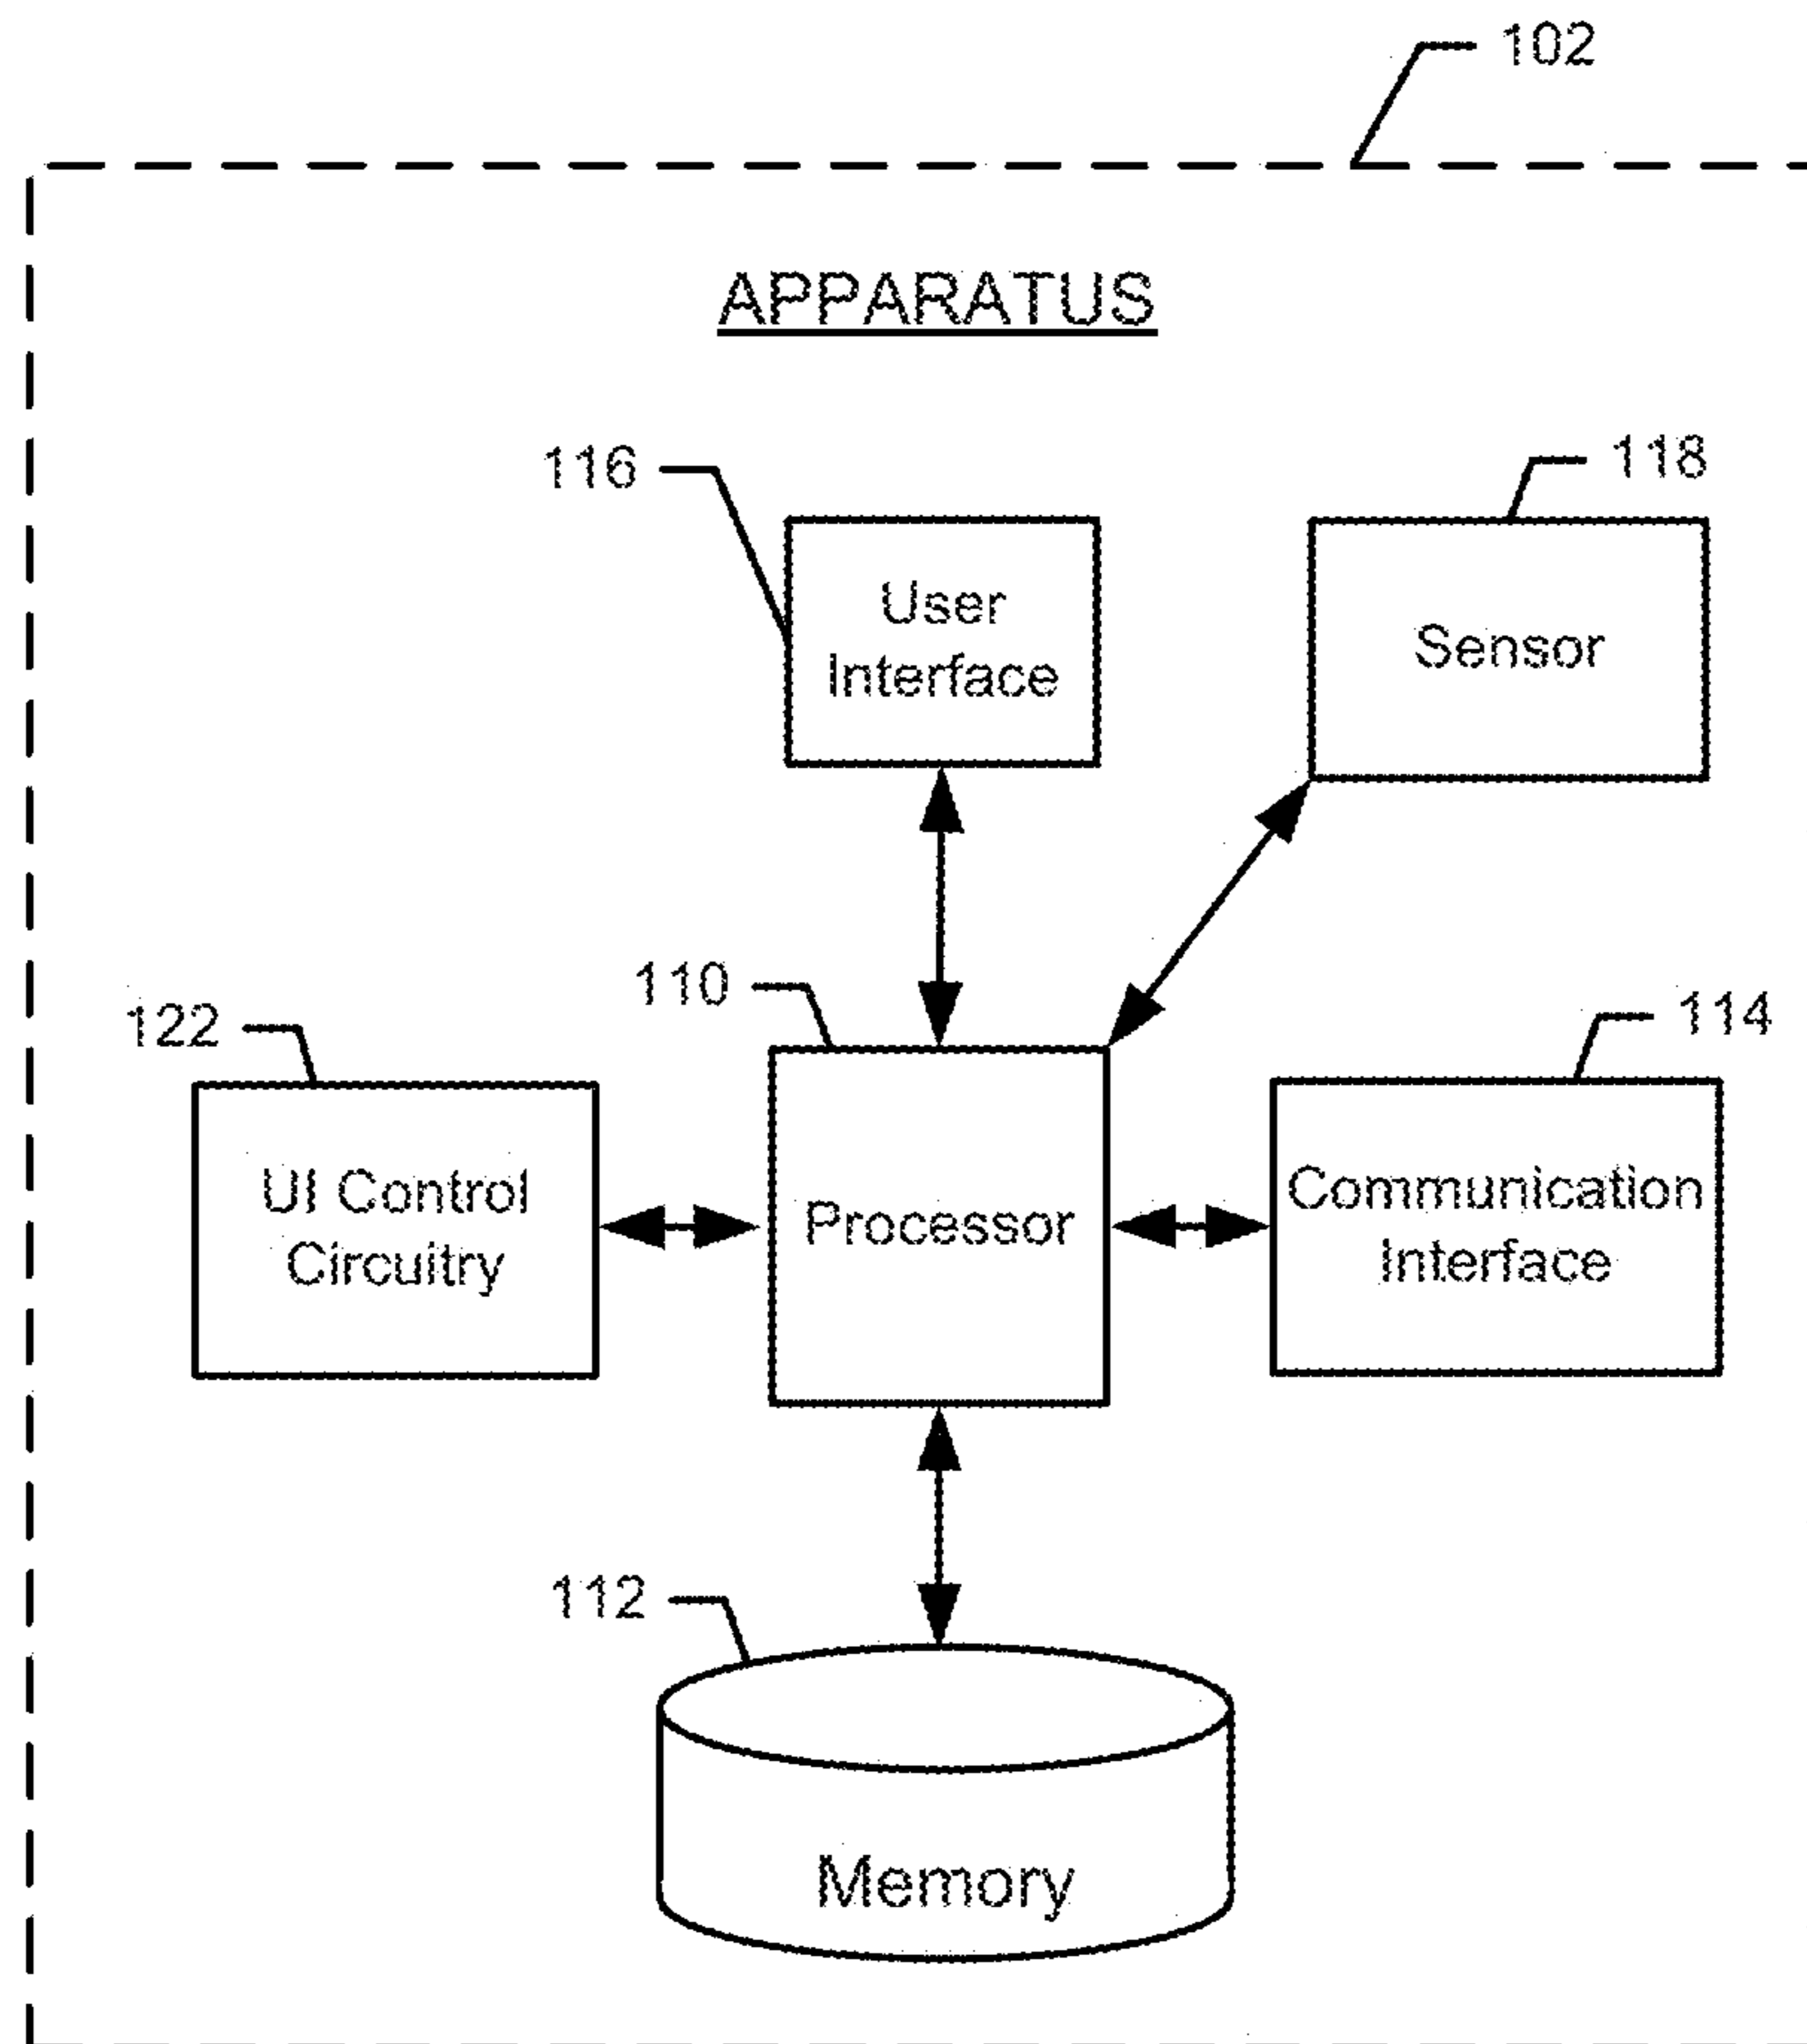 102
APPARATUS
116
118
User
Interface
Sensor
110
122
114
UI Control
Circuitry
Processor
Communication
Interface
112
Memory